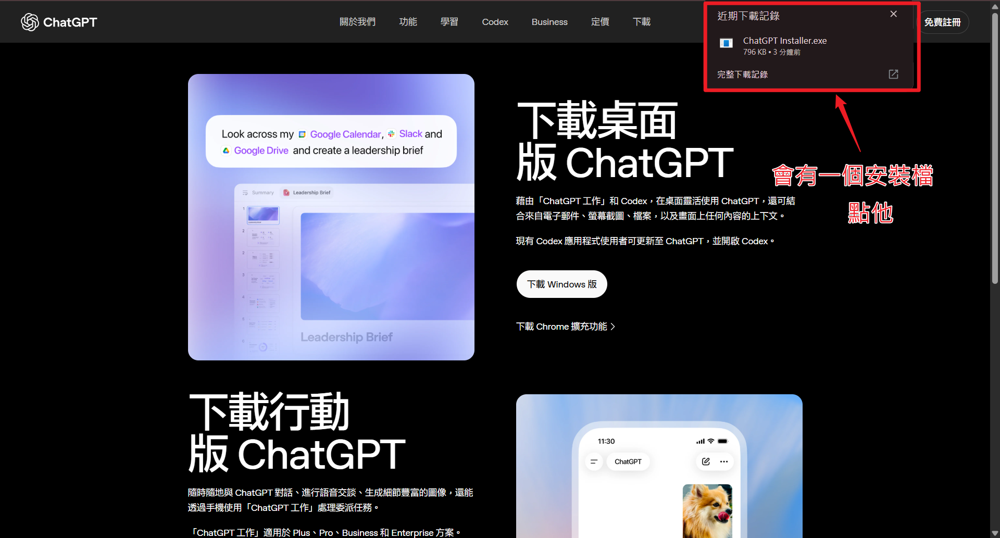 ChatGPT
關於我們
功能
學習
Codex
Business
定價
下載
免費註冊
近期下載記錄
ChatGPT Installer.exe
796 KB • 3 分鐘前
完整下載記錄
會有一個安裝檔
點他
Look across my Google Calendar, Slack and
Google Drive and create a leadership brief
Summary
Leadership Brief
1
2
2
3
4
5
6
Leadership Brief
下載桌面
版 ChatGPT
藉由「ChatGPT 工作」和 Codex，在桌面靈活使用 ChatGPT，還可結
合來自電子郵件、螢幕截圖、檔案，以及畫面上任何內容的上下文。
現有 Codex 應用程式使用者可更新至 ChatGPT，並開啟 Codex。
下載 Windows 版
下載 Chrome 擴充功能
下載行動
版 ChatGPT
隨時隨地與 ChatGPT 對話、進行語音交談、生成細節豐富的圖像，還能
透過手機使用「ChatGPT 工作」處理委派任務。
「ChatGPT 工作」適用於 Plus、Pro、Business 和 Enterprise 方案。
11:30
ChatGPT